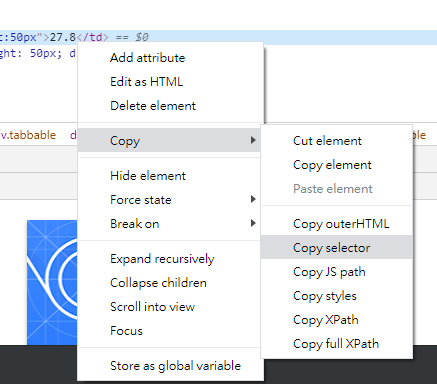 t:50px">27.8</td> == $0
ght: 50px; d
Add attribute
Edit as HTML
Delete element
v.tabbable
d
ble
Copy
Cut element
Copy element
Hide element
Paste element
Force state
Break on
Copy outerHTML
Copy selector
Expand recursively
Copy JS path
Collapse children
Copy styles
Scroll into view
Copy XPath
Focus
Copy full XPath
Store as global variable